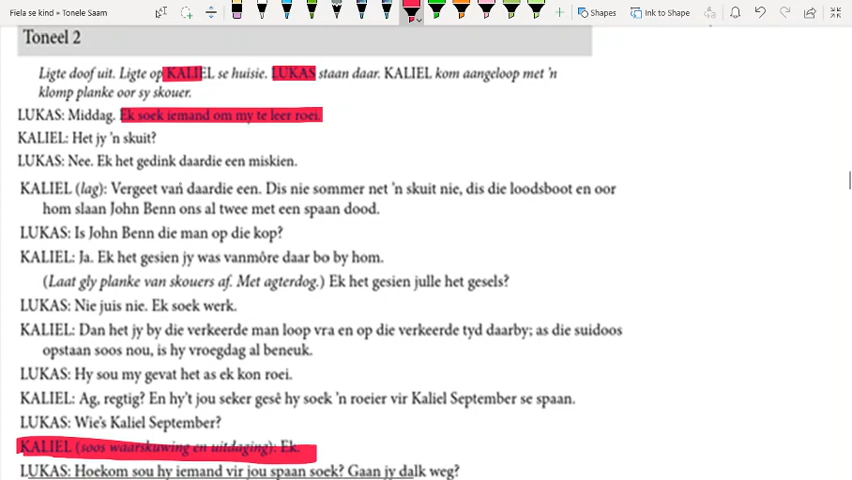 Fiela se kind » Tonele Saam
Shapes
Ink to Shape
Toneel 2
Ligte doof uit. Ligte op KALIEL se huisie. LUKAS staan daar. KALIEL kom aangeloop met 'n
klomp planke oor sy skouer.
LUKAS: Middag. Ek soek iemand om my te leer roei.
KALIEL: Het jy 'n skuit?
LUKAS: Nee. Ek het gedink daardie een miskien.
KALIEL (lag): Vergeet van daardie een. Dis nie sommer net 'n skuit nie, dis die loodsboot en oor
hom slaan John Benn ons al twee met een spaan dood.
LUKAS: Is John Benn die man op die kop?
KALIEL: Ja. Ek het gesien jy was vanmôre daar bo by hom.
(Laat gly planke van skouers af. Met agterdog.) Ek het gesien julle het gesels?
LUKAS: Nie juis nie. Ek soek werk.
KALIEL: Dan het jy by die verkeerde man loop vra en op die verkeerde tyd daarby; as die suidoos
opstaan soos nou, is hy vroegdag al beneuk.
LUKAS: Hy sou my gevat het as ek kon roei.
KALIEL: Ag, regtig? En hy't jou seker gesê hy soek 'n roeier vir Kaliel September se spaan.
LUKAS: Wie's Kaliel September?
KALIEL (soos waarskuwing en uitdaging): Ek.
LUKAS: Hoekom sou hy iemand vir jou spaan soek? Gaan jy dalk weg?